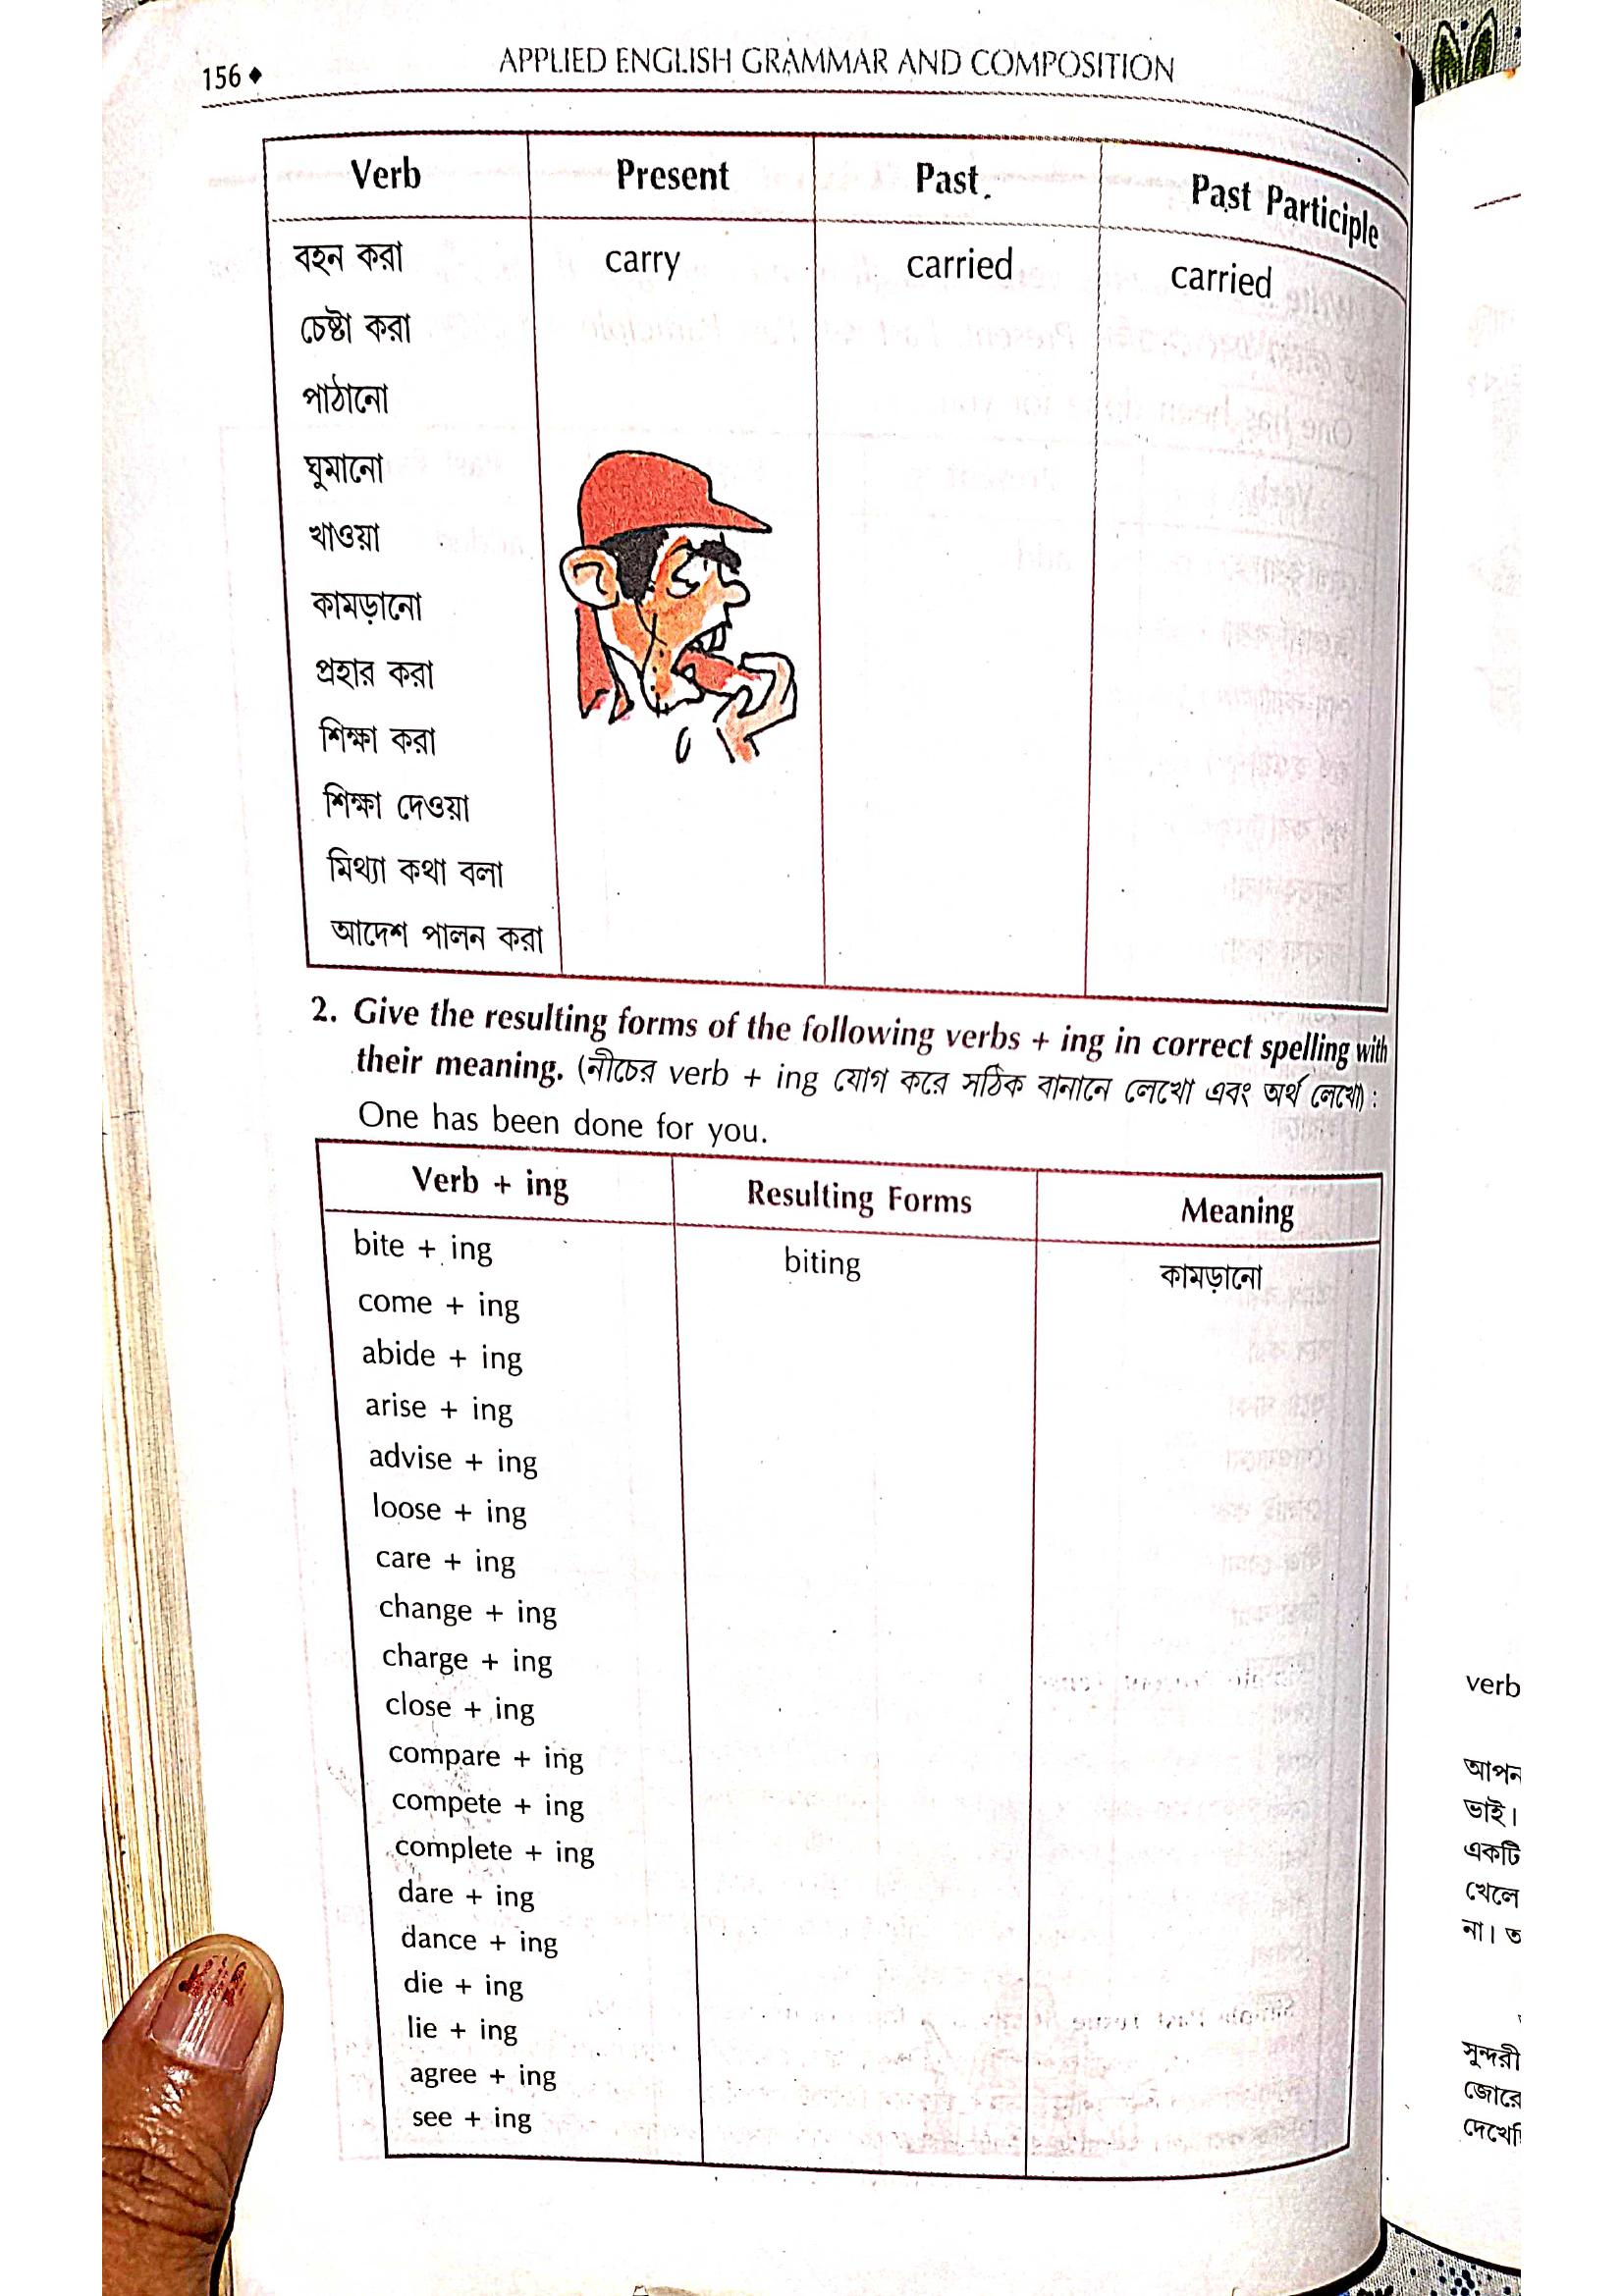 156 ♦ APPLIED ENGLISH GRAMMAR AND COMPOSITION
Verb Present Past Past Participle
বহন করা carry carried carried
চেষ্টা করা
পাঠানো
ঘুমানো
খাওয়া
কামড়ানো
প্রহার করা
শিক্ষা করা
শিক্ষা দেওয়া
মিথ্যা কথা বলা
আদেশ পালন করা
2. Give the resulting forms of the following verbs + ing in correct spelling with
their meaning. (নীচের verb + ing যোগ করে সঠিক বানানে লেখো এবং অর্থ লেখো) :
One has been done for you.
Verb + ing Resulting Forms Meaning
bite + ing biting কামড়ানো
come + ing
abide + ing
arise + ing
advise + ing
loose + ing
care + ing
change + ing
charge + ing
close + ing
compare + ing
compete + ing
complete + ing
dare + ing
dance + ing
die + ing
lie + ing
agree + ing
see + ing
verb
ভাই।
একটি
খেলে
না।
সুন্দরী